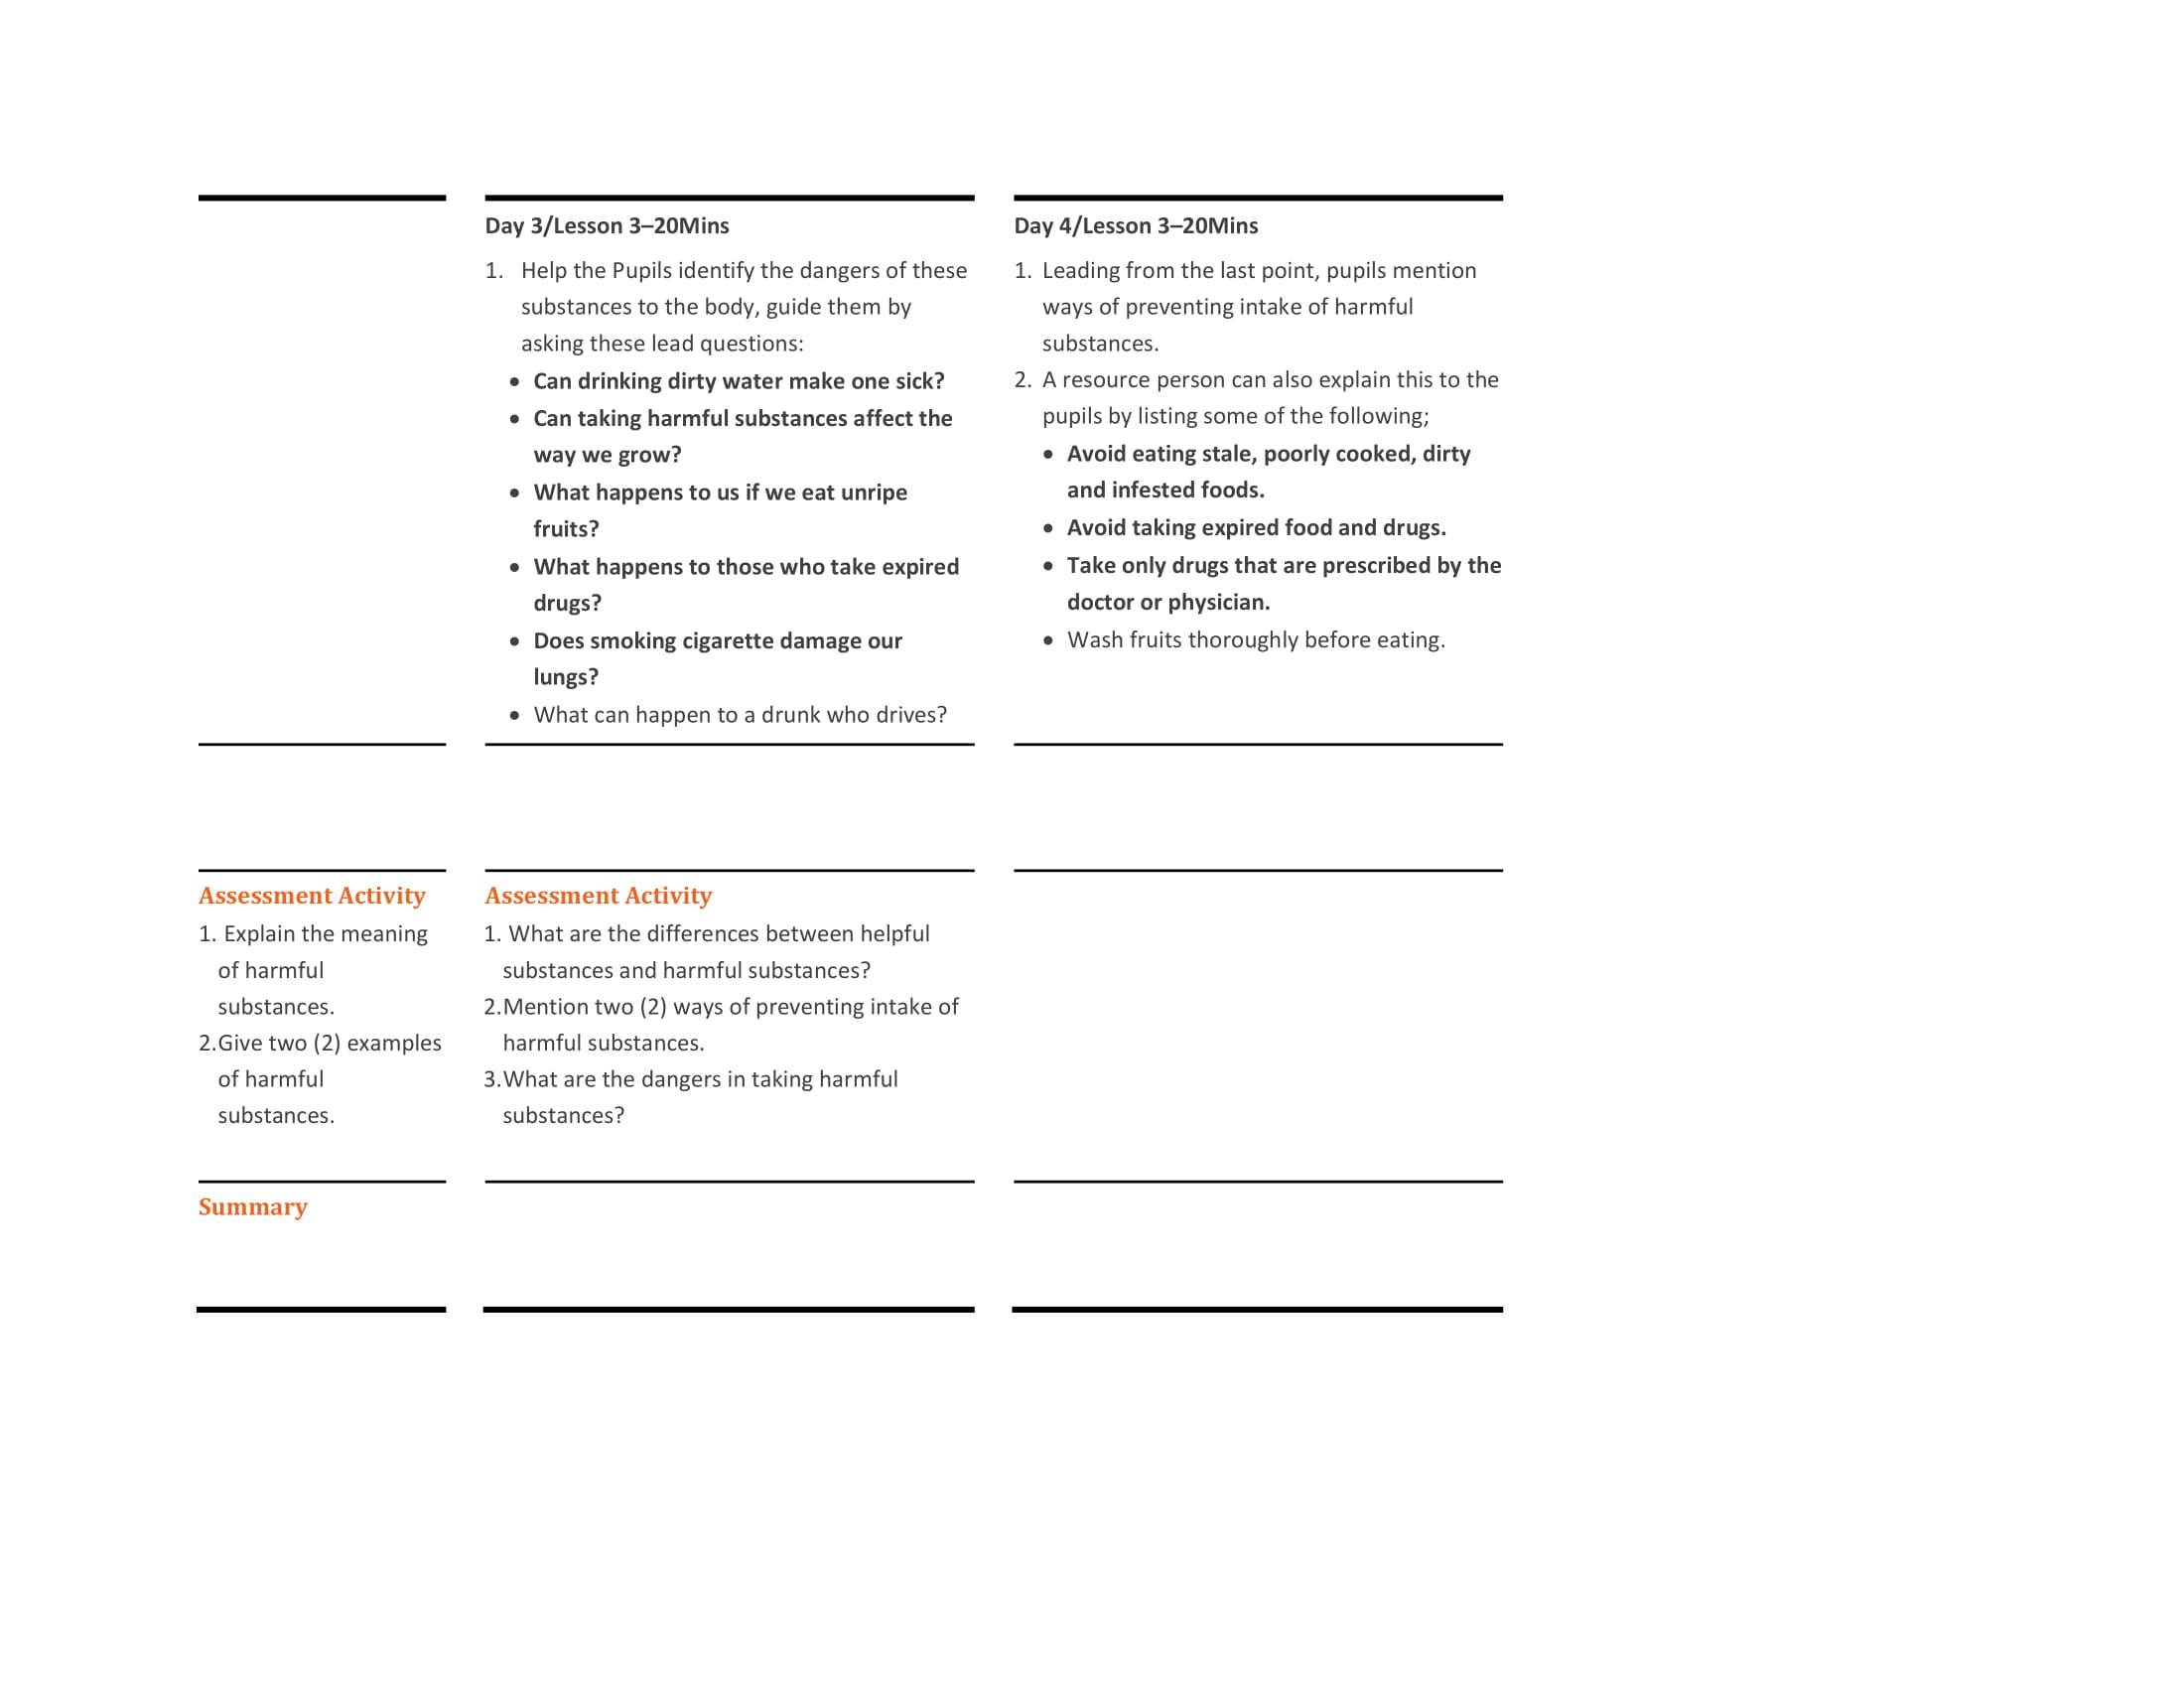 Day 3/Lesson 3–20Mins
1. Help the Pupils identify the dangers of these
substances to the body, guide them by
asking these lead questions:
• Can drinking dirty water make one sick?
• Can taking harmful substances affect the
way we grow?
• What happens to us if we eat unripe
fruits?
• What happens to those who take expired
drugs?
• Does smoking cigarette damage our
lungs?
• What can happen to a drunk who drives?
Day 4/Lesson 3–20Mins
1. Leading from the last point, pupils mention
ways of preventing intake of harmful
substances.
2. A resource person can also explain this to the
pupils by listing some of the following;
• Avoid eating stale, poorly cooked, dirty
and infested foods.
• Avoid taking expired food and drugs.
• Take only drugs that are prescribed by the
doctor or physician.
• Wash fruits thoroughly before eating.
Assessment Activity
1. Explain the meaning
of harmful
substances.
2.Give two (2) examples
of harmful
substances.
Assessment Activity
1. What are the differences between helpful
substances and harmful substances?
2.Mention two (2) ways of preventing intake of
harmful substances.
3.What are the dangers in taking harmful
substances?
Summary